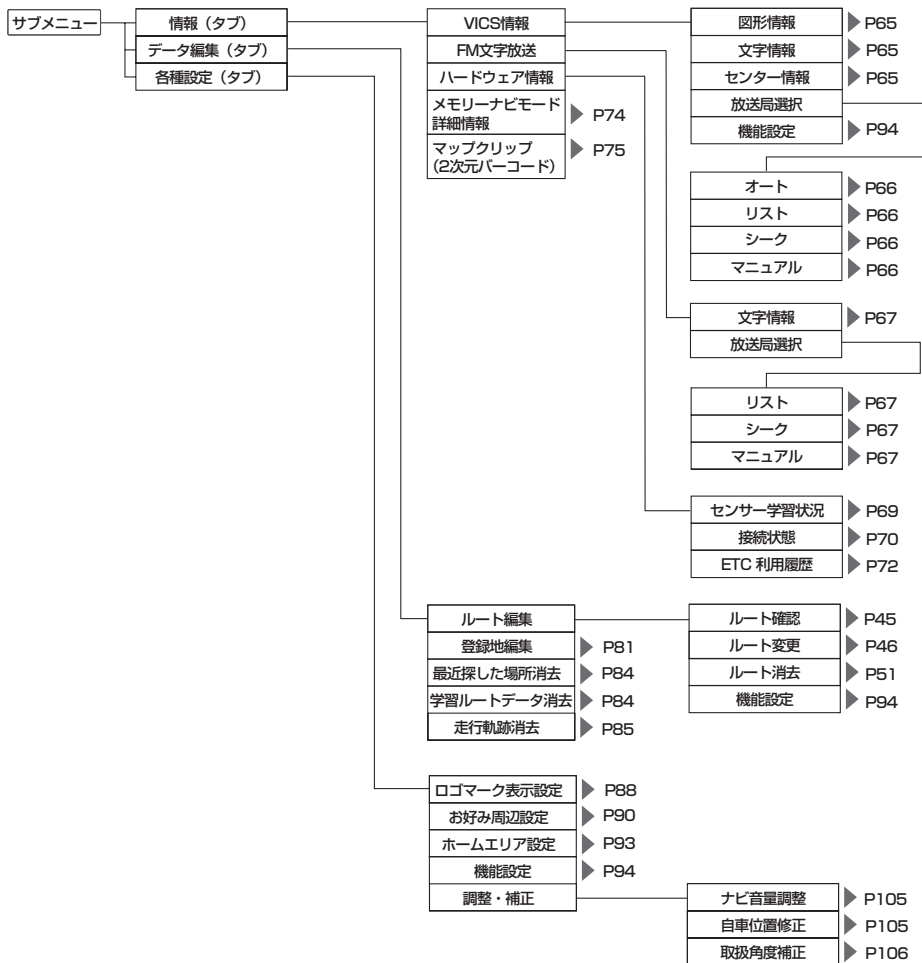 サブメニュー
情報（タブ）
データ編集（タブ）
各種設定（タブ）
VICS情報
FM文字放送
ハードウェア情報
メモリーナビモード
詳細情報
P74
マップクリップ
（2次元バーコード）
P75
図形情報 P65
文字情報 P65
センター情報 P65
放送局選択
機能設定 P94
オート P66
リスト P66
シーク P66
マニュアル P66
文字情報 P67
放送局選択
リスト P67
シーク P67
マニュアル P67
センサー学習状況 P69
接続状態 P70
ETC 利用履歴 P72
ルート編集
登録地編集 P81
最近探した場所消去 P84
学習ルートデータ消去 P84
走行軌跡消去 P85
ルート確認 P45
ルート変更 P46
ルート消去 P51
機能設定 P94
ロゴマーク表示設定 P88
お好み周辺設定 P90
ホームエリア設定 P93
機能設定 P94
調整・補正
ナビ音量調整 P105
自車位置修正 P105
取扱角度補正 P106